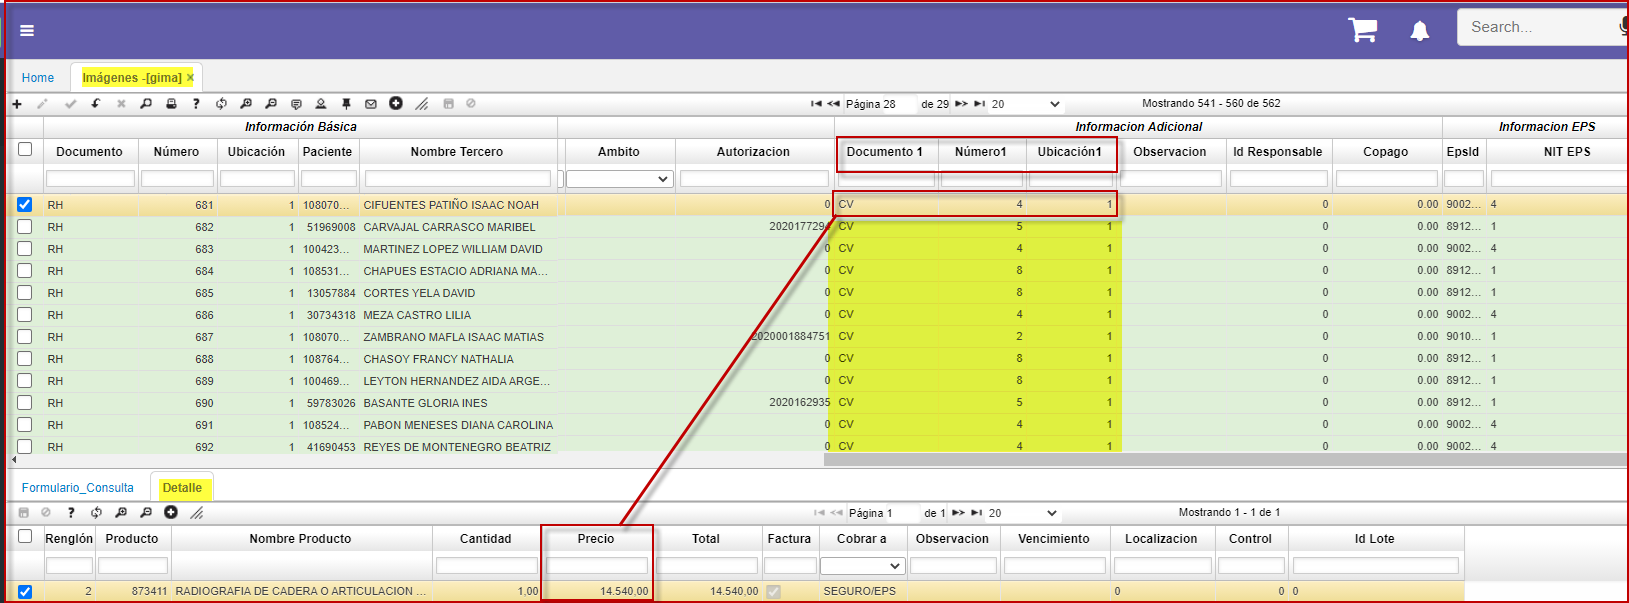 Search...
Home Imágenes -[gima] ×
Página 28 de 29 20 Mostrando 541 - 560 de 562
Información Básica Informacion Adicional Informacion EPS
Documento Número Ubicación Paciente Nombre Tercero Ambito Autorizacion Documento 1 Número1 Ubicación1 Observacion Id Responsable Copago EpsId NIT EPS
RH 681 1 108070... CIFUENTES PATIÑO ISAAC NOAH 0 CV 4 1 0 0.00 9002... 4
RH 682 1 51969008 CARVAJAL CARRASCO MARIBEL 2020177294 CV 5 1 0 0.00 8912... 1
RH 683 1 100423... MARTINEZ LOPEZ WILLIAM DAVID 0 CV 4 1 0 0.00 9002... 4
RH 684 1 108531... CHAPUES ESTACIO ADRIANA MA... 0 CV 8 1 0 0.00 8912... 1
RH 685 1 13057884 CORTES YELA DAVID 0 CV 8 1 0 0.00 8912... 1
RH 686 1 30734318 MEZA CASTRO LILIA 0 CV 4 1 0 0.00 9002... 4
RH 687 1 108070... ZAMBRANO MAFLA ISAAC MATIAS 2020001884751 CV 2 1 0 0.00 9010... 1
RH 688 1 108764... CHASOY FRANCY NATHALIA 0 CV 8 1 0 0.00 8912... 1
RH 689 1 100469... LEYTON HERNANDEZ AIDA ARGE... 0 CV 8 1 0 0.00 8912... 1
RH 690 1 59783026 BASANTE GLORIA INES 2020162935 CV 5 1 0 0.00 8912... 1
RH 691 1 108524... PABON MENESES DIANA CAROLINA 0 CV 4 1 0 0.00 9002... 4
RH 692 1 41690453 REYES DE MONTENEGRO BEATRIZ 0 CV 4 1 0 0.00 9002... 4
Formulario_Consulta Detalle
Página 1 de 1 20 Mostrando 1 - 1 de 1
Renglón Producto Nombre Producto Cantidad Precio Total Factura Cobrar a Observacion Vencimiento Localizacion Control Id Lote
2 873411 RADIOGRAFIA DE CADERA O ARTICULACION ... 1,00 14.540,00 14.540,00 SEGURO/EPS 0 0 0